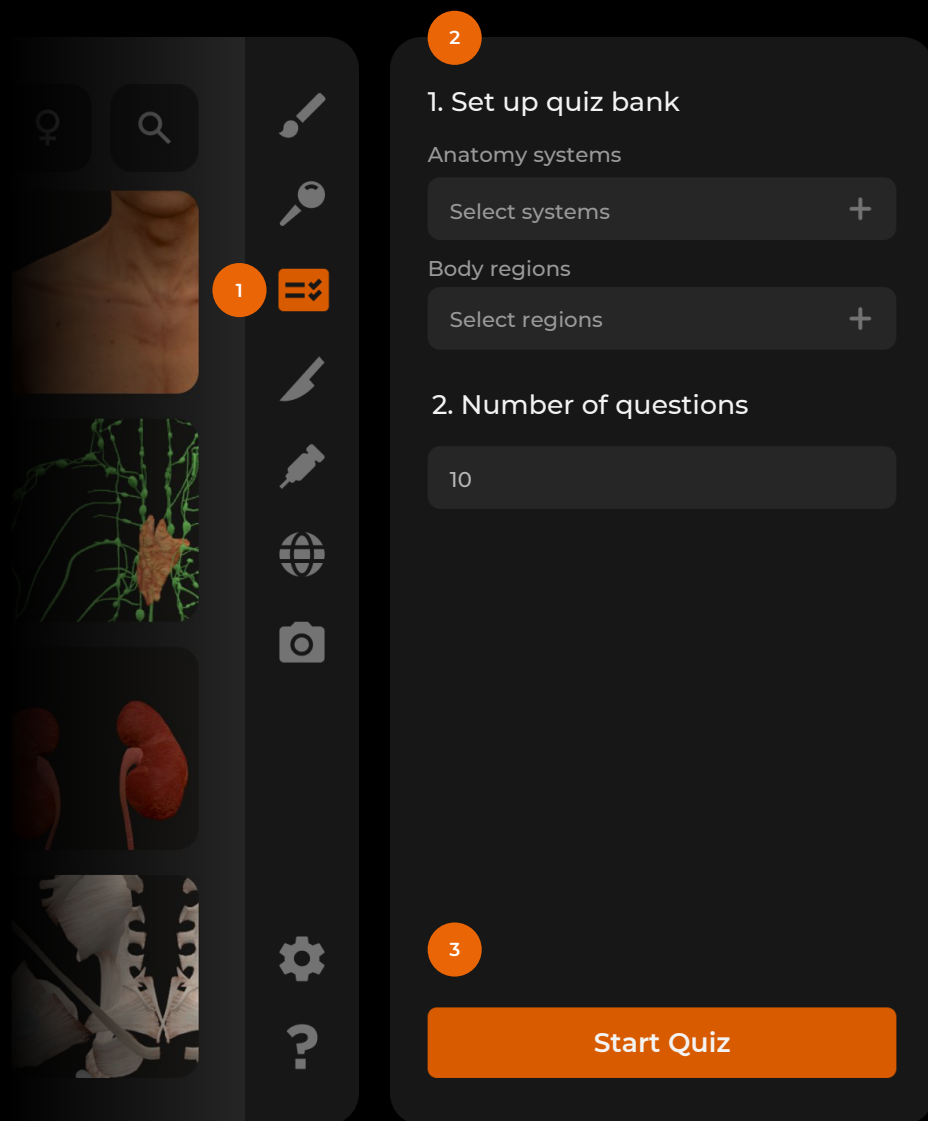 2
1. Set up quiz bank
Anatomy systems
Select systems
Body regions
1
Select regions
2. Number of questions
10
3
Start Quiz